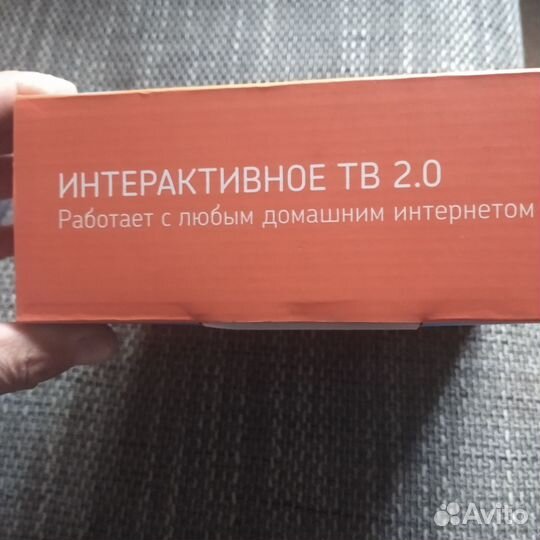 ИНТЕРАКТИВНОЕ ТВ 2.0
Работает с любым домашним интернетом
Avito